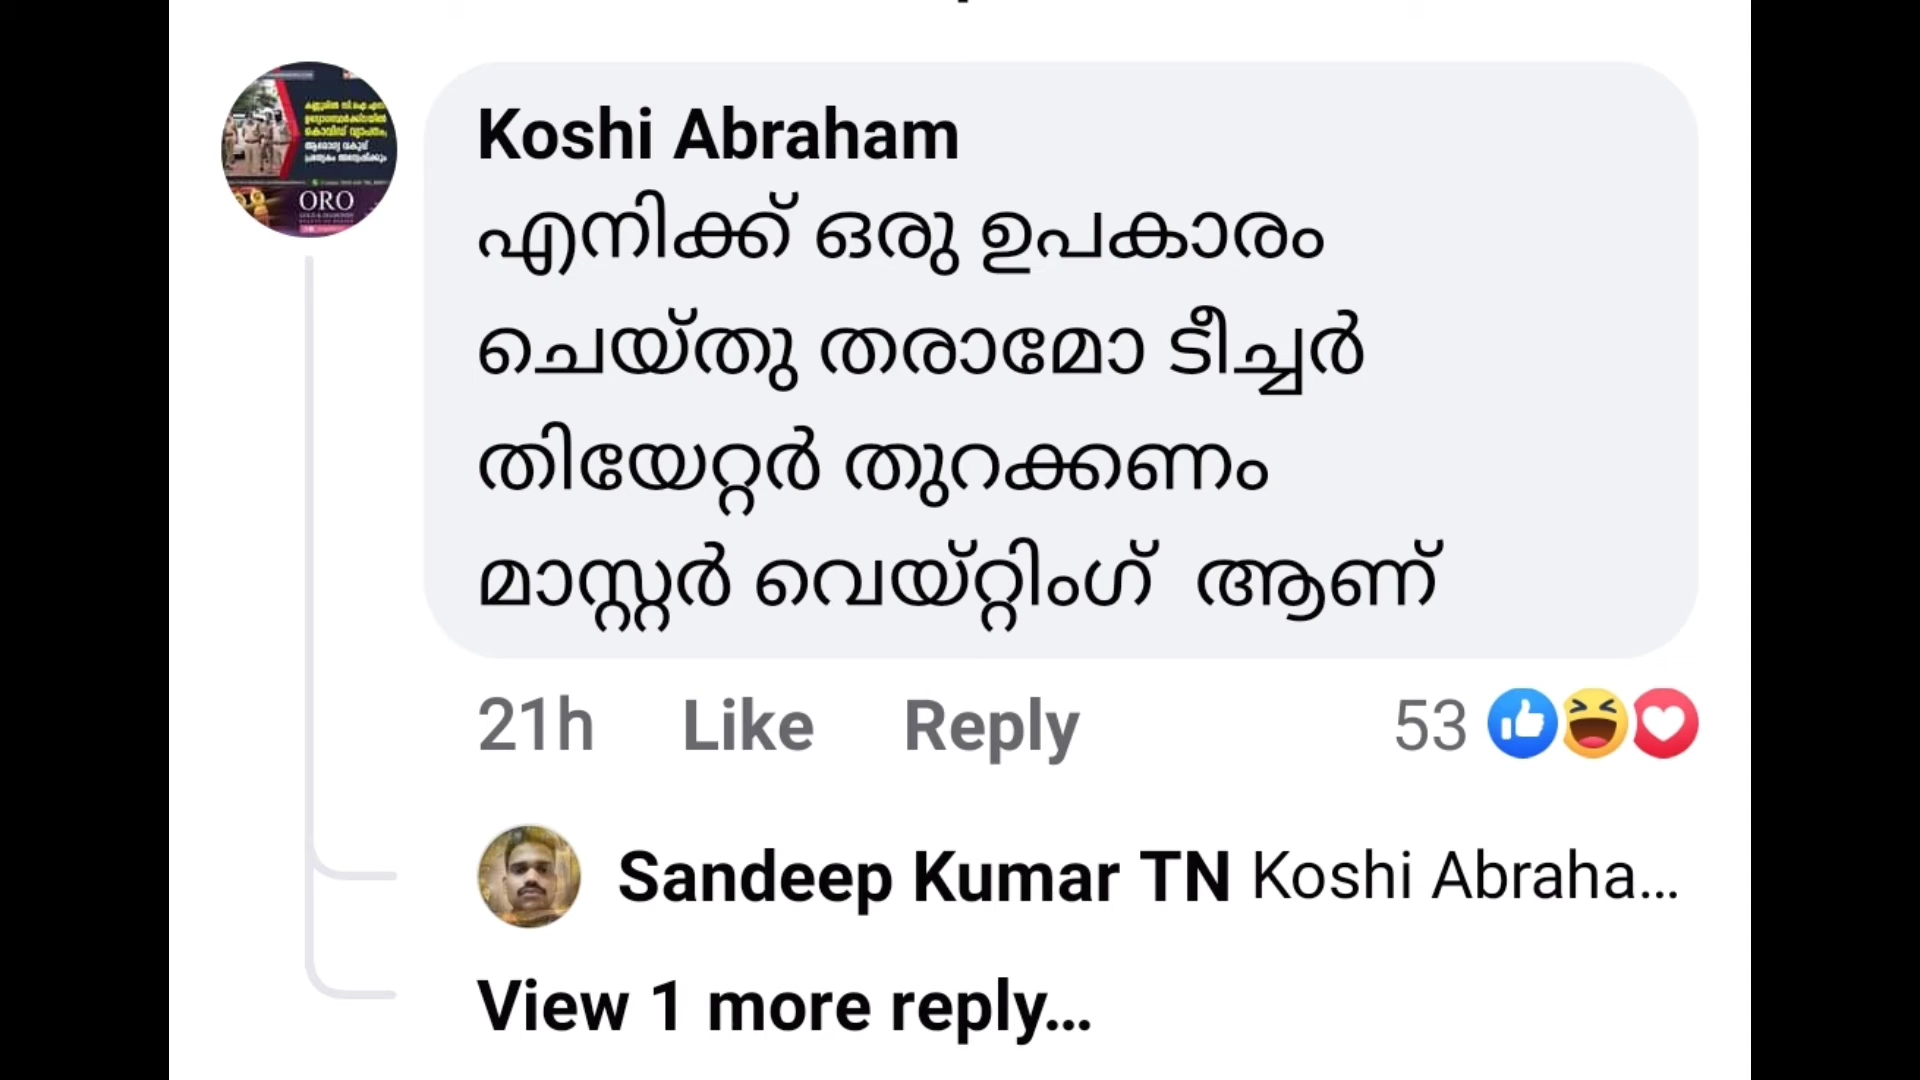 Koshi Abraham
എനിക്ക് ഒരു ഉപകാരം
ചെയ്തു തരാമോ ടീച്ചർ
തിയേറ്റർ തുറക്കണം
മാസ്റ്റർ വെയ്റ്റിംഗ് ആണ്
21h Like Reply 53
Sandeep Kumar TN Koshi Abraha...
View 1 more reply...
ORO